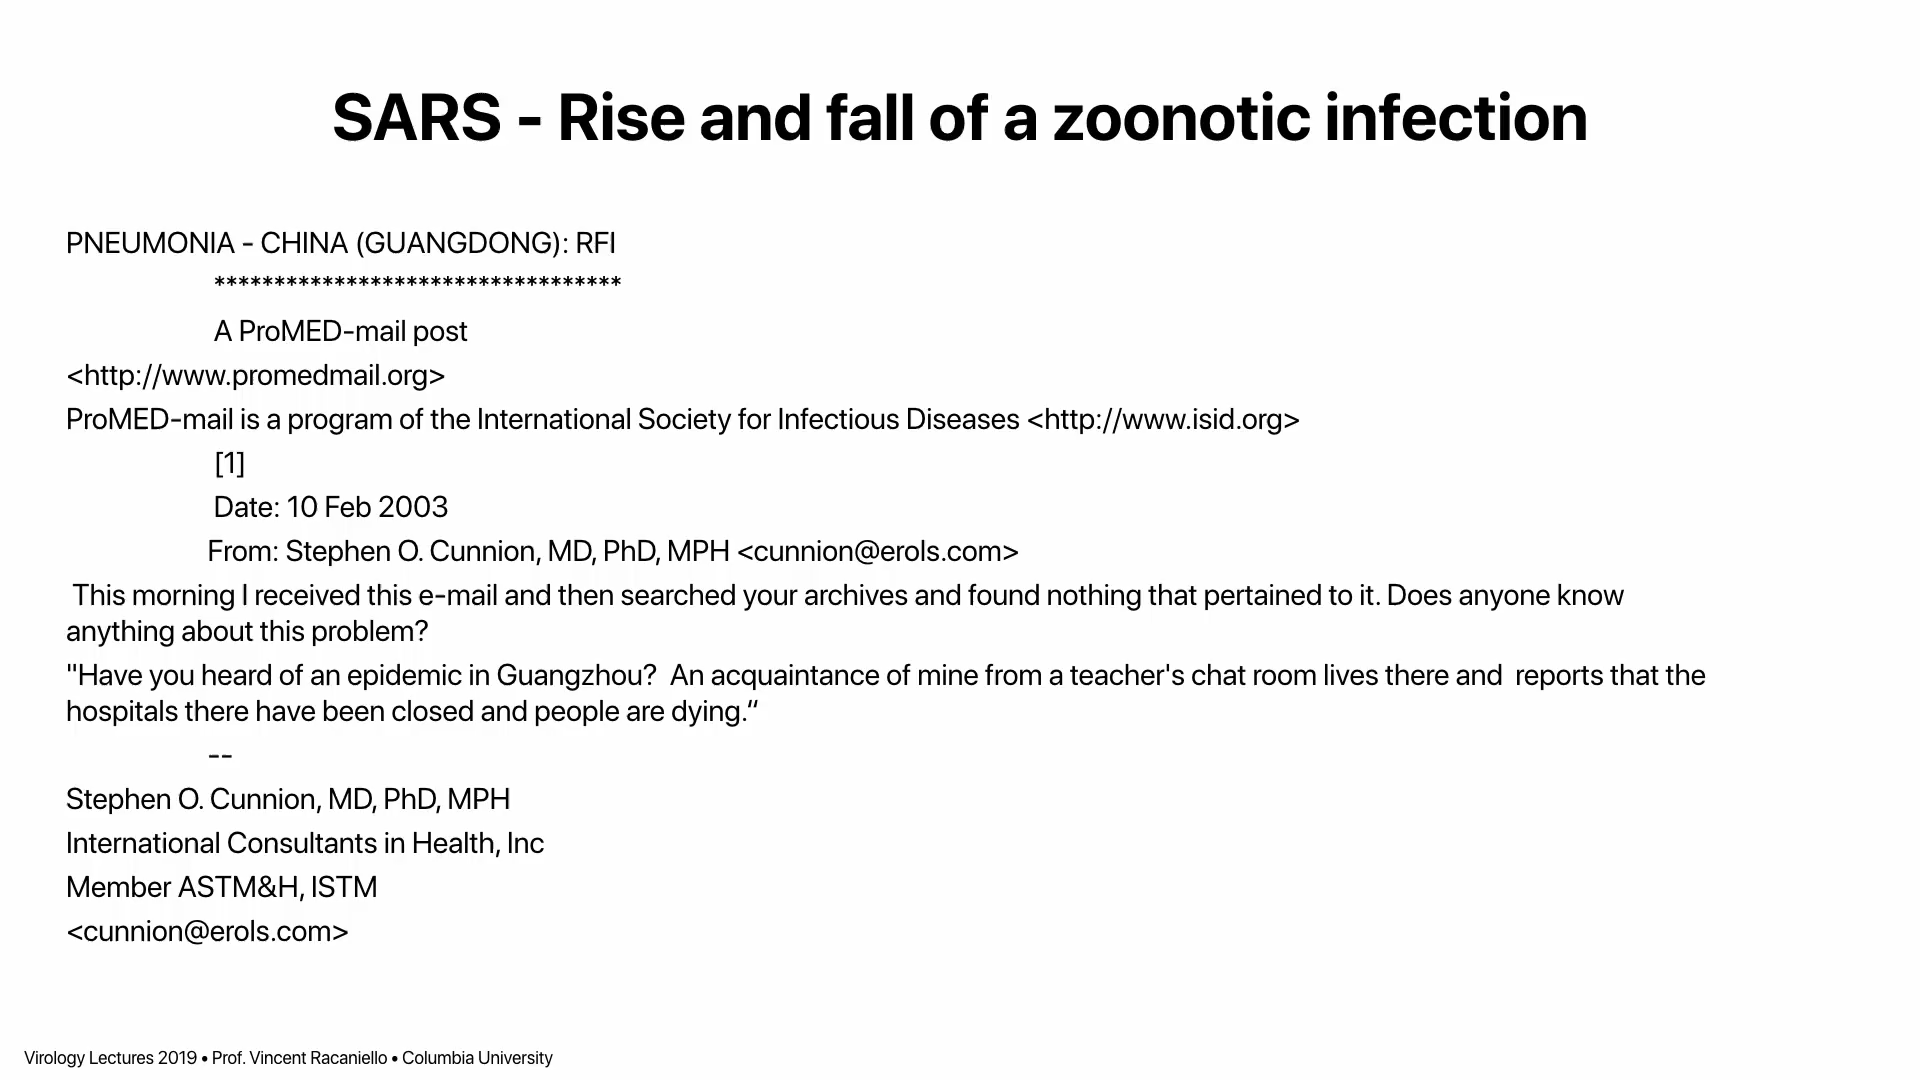 SARS - Rise and fall of a zoonotic infection
PNEUMONIA - CHINA (GUANGDONG): RFI
**********************************
A ProMED-mail post
<http://www.promedmail.org>
ProMED-mail is a program of the International Society for Infectious Diseases <http://www.isid.org>
[1]
Date: 10 Feb 2003
From: Stephen O. Cunnion, MD, PhD, MPH <cunnion@erols.com>
This morning I received this e-mail and then searched your archives and found nothing that pertained to it. Does anyone know
anything about this problem?
"Have you heard of an epidemic in Guangzhou?  An acquaintance of mine from a teacher's chat room lives there and  reports that the
hospitals there have been closed and people are dying.“
--
Stephen O. Cunnion, MD, PhD, MPH
International Consultants in Health, Inc
Member ASTM&H, ISTM
<cunnion@erols.com>
Virology Lectures 2019 • Prof. Vincent Racaniello • Columbia University